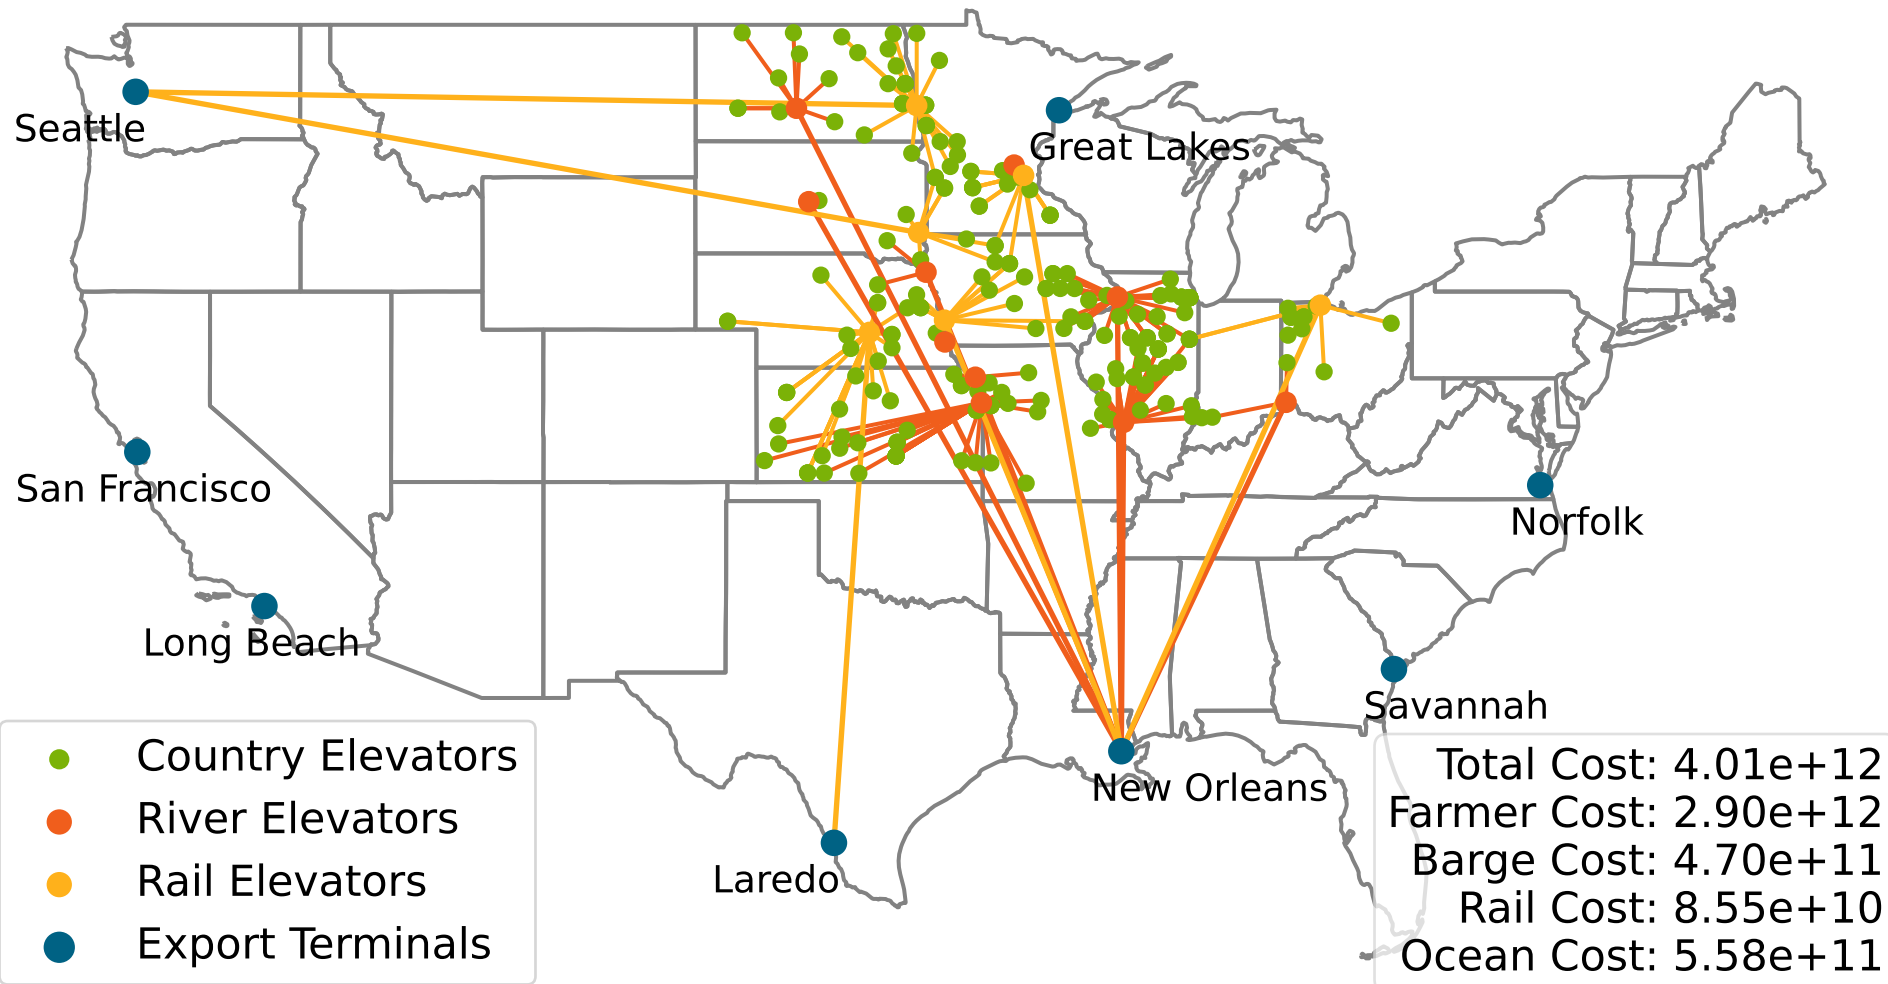 Seattle
Great Lakes
San Francisco
Norfolk
Long Beach
Savannah
New Orleans
Laredo
Country Elevators
River Elevators
Rail Elevators
Export Terminals
Total Cost: 4.01e+12
Farmer Cost: 2.90e+12
Barge Cost: 4.70e+11
Rail Cost: 8.55e+10
Ocean Cost: 5.58e+11